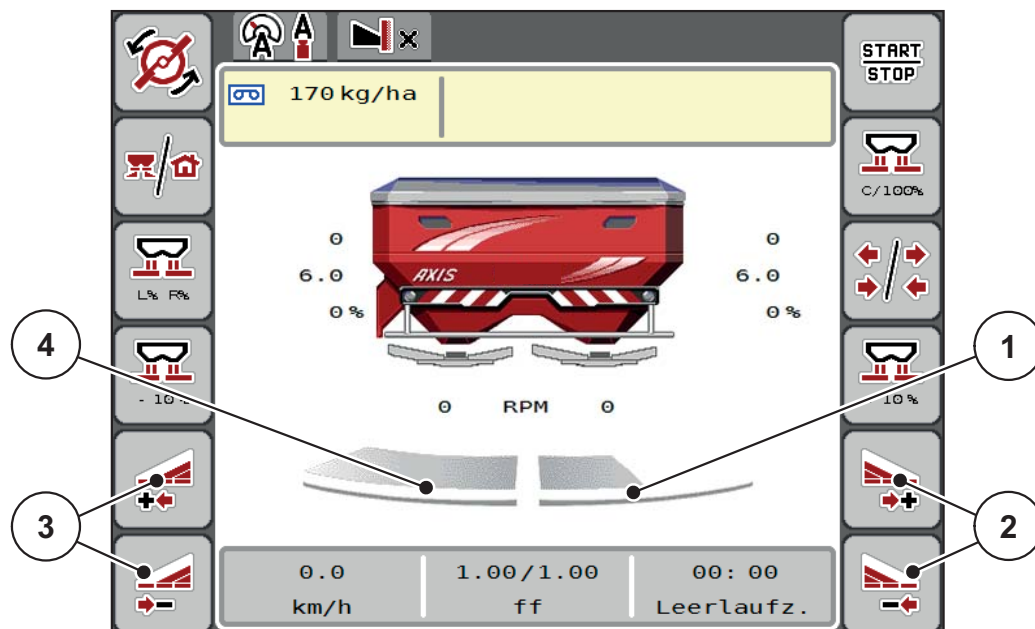 A A x
START
STOP
170 kg/ha
C/100%
0 0
6.0 AXIS 6.0
L% R%
0% 0%
4 1
- 10 %
10 %
0 RPM 0
3 2
0.0 1.00/1.00 00: 00
km/h ff Leerlaufz.